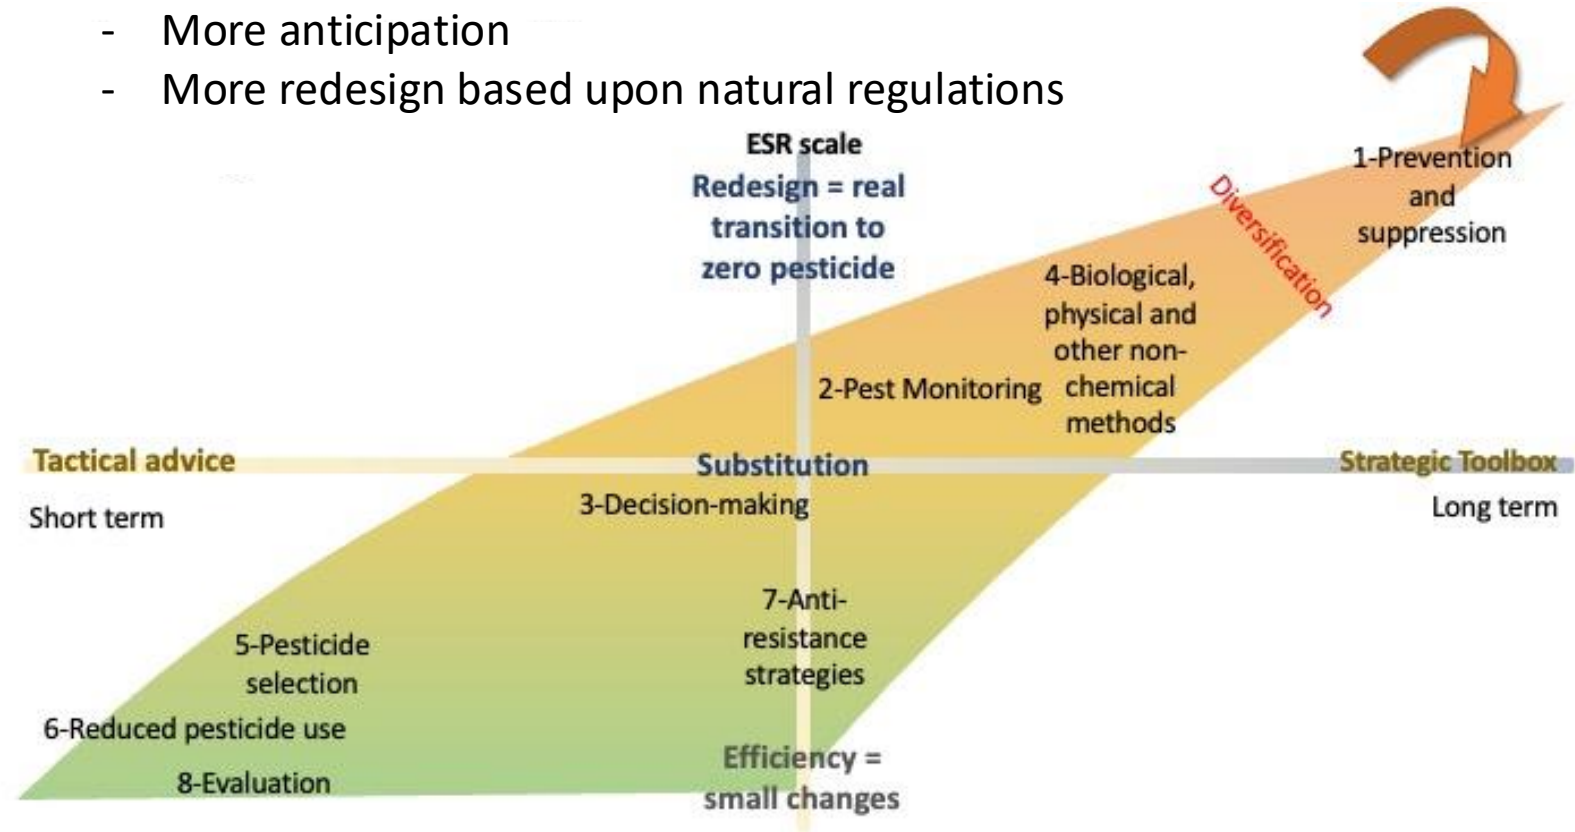 - More anticipation
- More redesign based upon natural regulations
ESR scale
Redesign = real
transition to
zero pesticide
1-Prevention
and
suppression
Diversification
4-Biological,
physical and
other non-
chemical
methods
2-Pest Monitoring
Tactical advice
Substitution
Strategic Toolbox
Short term
3-Decision-making
Long term
7-Anti-
resistance
strategies
5-Pesticide
selection
6-Reduced pesticide use
8-Evaluation
Efficiency =
small changes